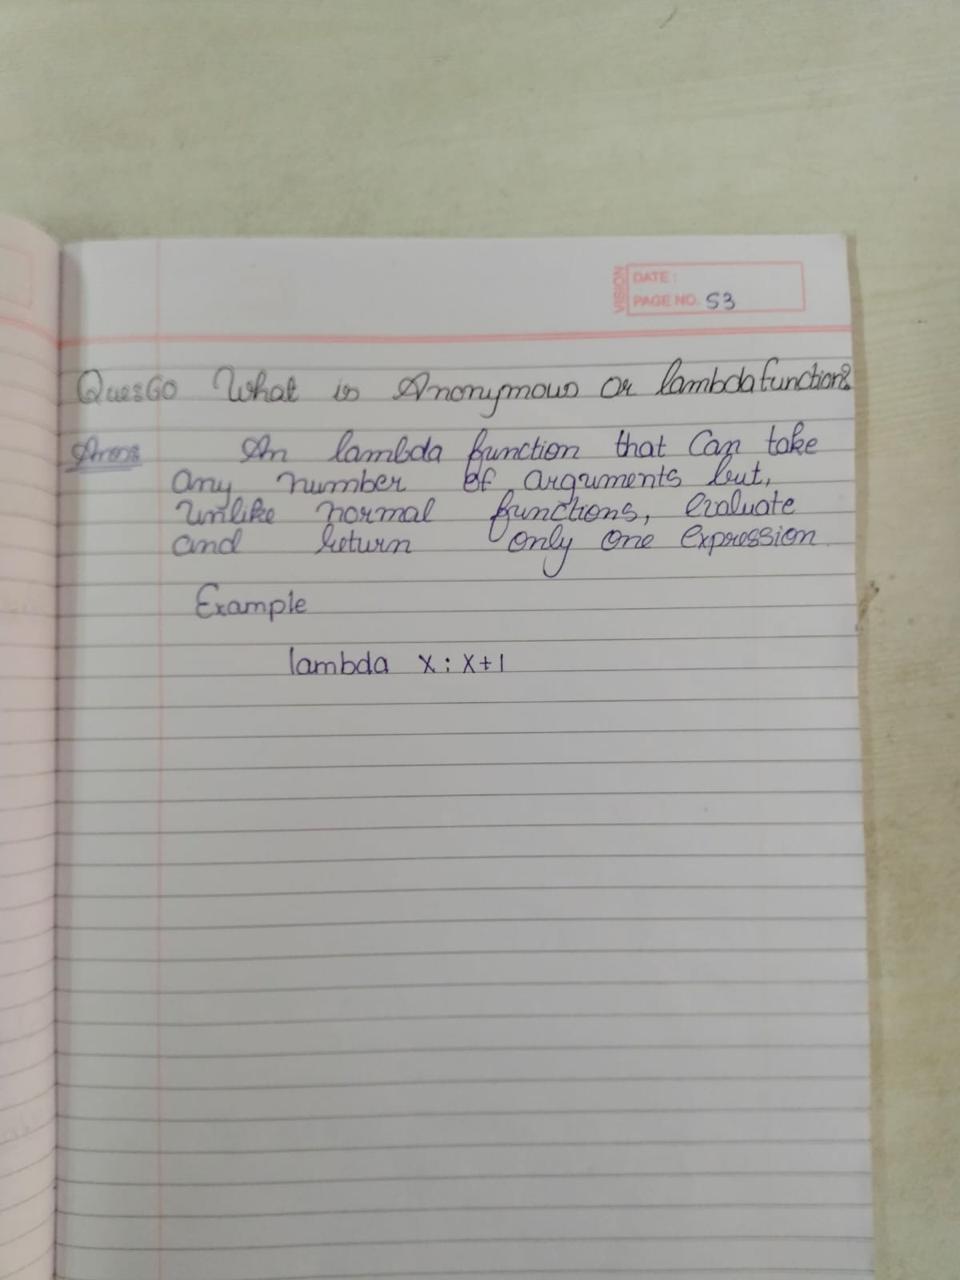 VISION
DATE :
PAGE NO. 53
Ques60 What is Anonymous or lambda function?
Ans: An lambda function that can take
any number of arguments but,
unlike normal functions, evaluate
and return only one expression
Example
lambda x : x+1